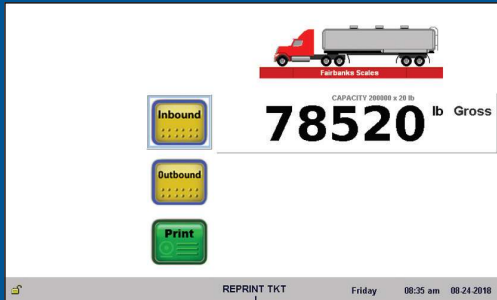 Fairbanks Scales
CAPACITY 200000 x 20 lb
78520 lb Gross
Inbound
Outbound
Print
REPRINT TKT Friday 08:35 am 08-24-2018